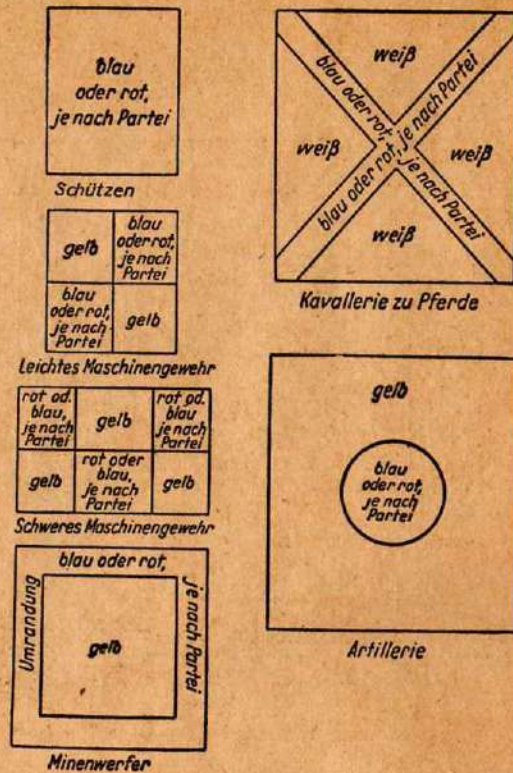 blau
oder rot,
je nach Partei
Schützen
gelb
blau
oder rot,
je nach
Partei
blau
oder rot,
je nach
Partei
gelb
Leichtes Maschinengewehr
rot od.
blau,
je nach
Partei
gelb
rot od.
blau
je nach
Partei
gelb
rot oder
blau,
je nach
Partei
gelb
Schweres Maschinengewehr
blau oder rot,
Umrandung
je nach Partei
gelb
Minenwerfer
weiß
blau oder rot,
je nach Partei
blau oder rot, je nach Partei
weiß
weiß
weiß
Kavallerie zu Pferde
gelb
blau
oder rot,
je nach
Partei
Artillerie